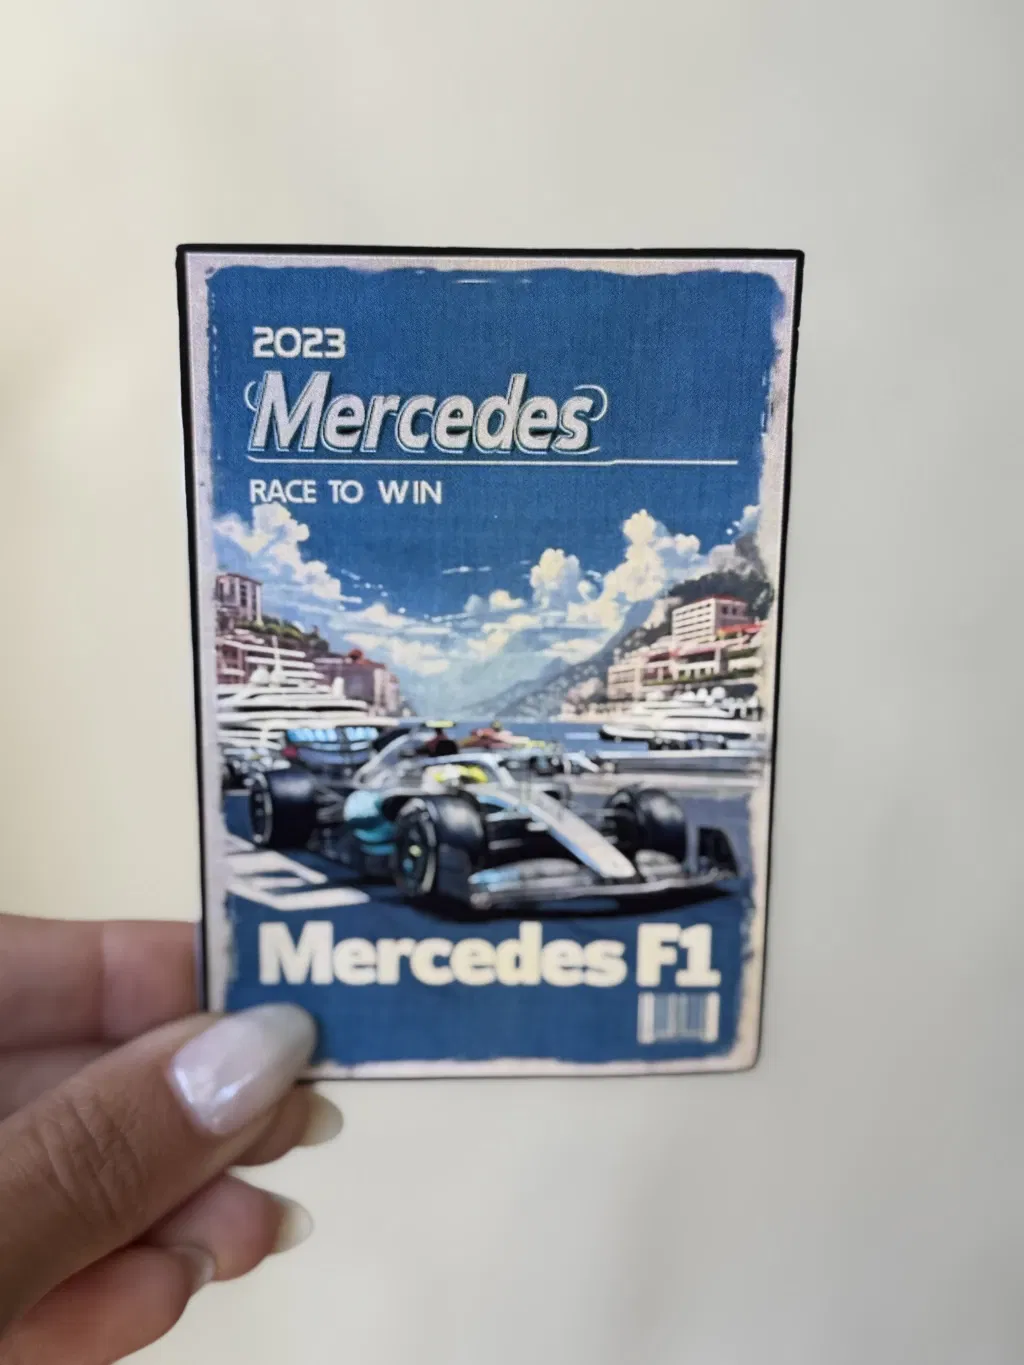 2023
Mercedes
RACE TO WIN
Mercedes F1